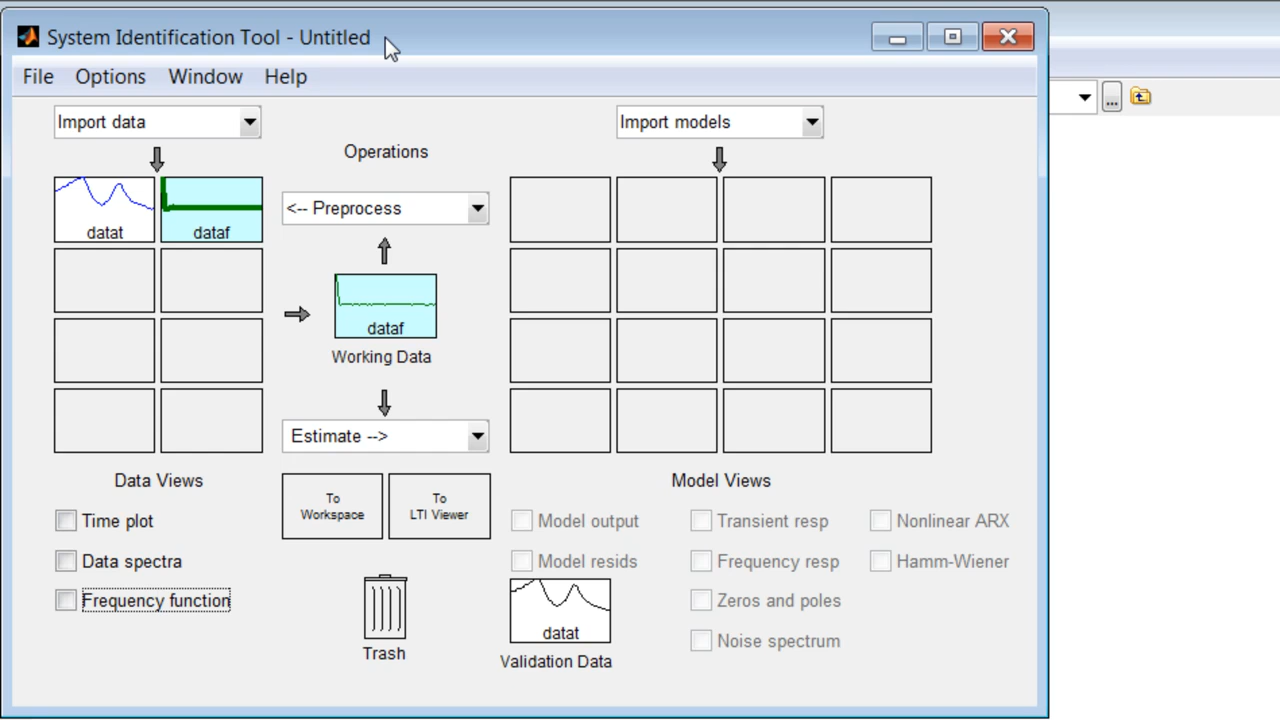 System Identification Tool - Untitled
File Options Window Help
Import data
Import models
Operations
<-- Preprocess
datat
dataf
dataf
Working Data
Estimate -->
Data Views
Model Views
To
Workspace
To
LTI Viewer
Time plot
Data spectra
Frequency function
Model output
Transient resp
Nonlinear ARX
Model resids
Frequency resp
Hamm-Wiener
Zeros and poles
Noise spectrum
Trash
datat
Validation Data
...